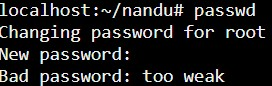 localhost:~/nandu# passwd
Changing password for root
New password:
Bad password: too weak